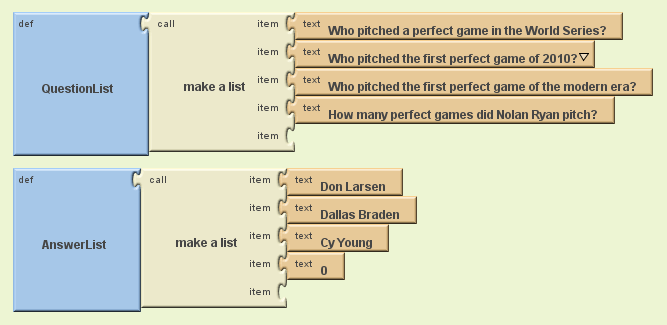 def call item text Who pitched a perfect game in the World Series?
item text Who pitched the first perfect game of 2010?
QuestionList make a list item text Who pitched the first perfect game of the modern era?
item text How many perfect games did Nolan Ryan pitch?
item
def call item text Don Larsen
item text Dallas Braden
AnswerList make a list item text Cy Young
item text 0
item